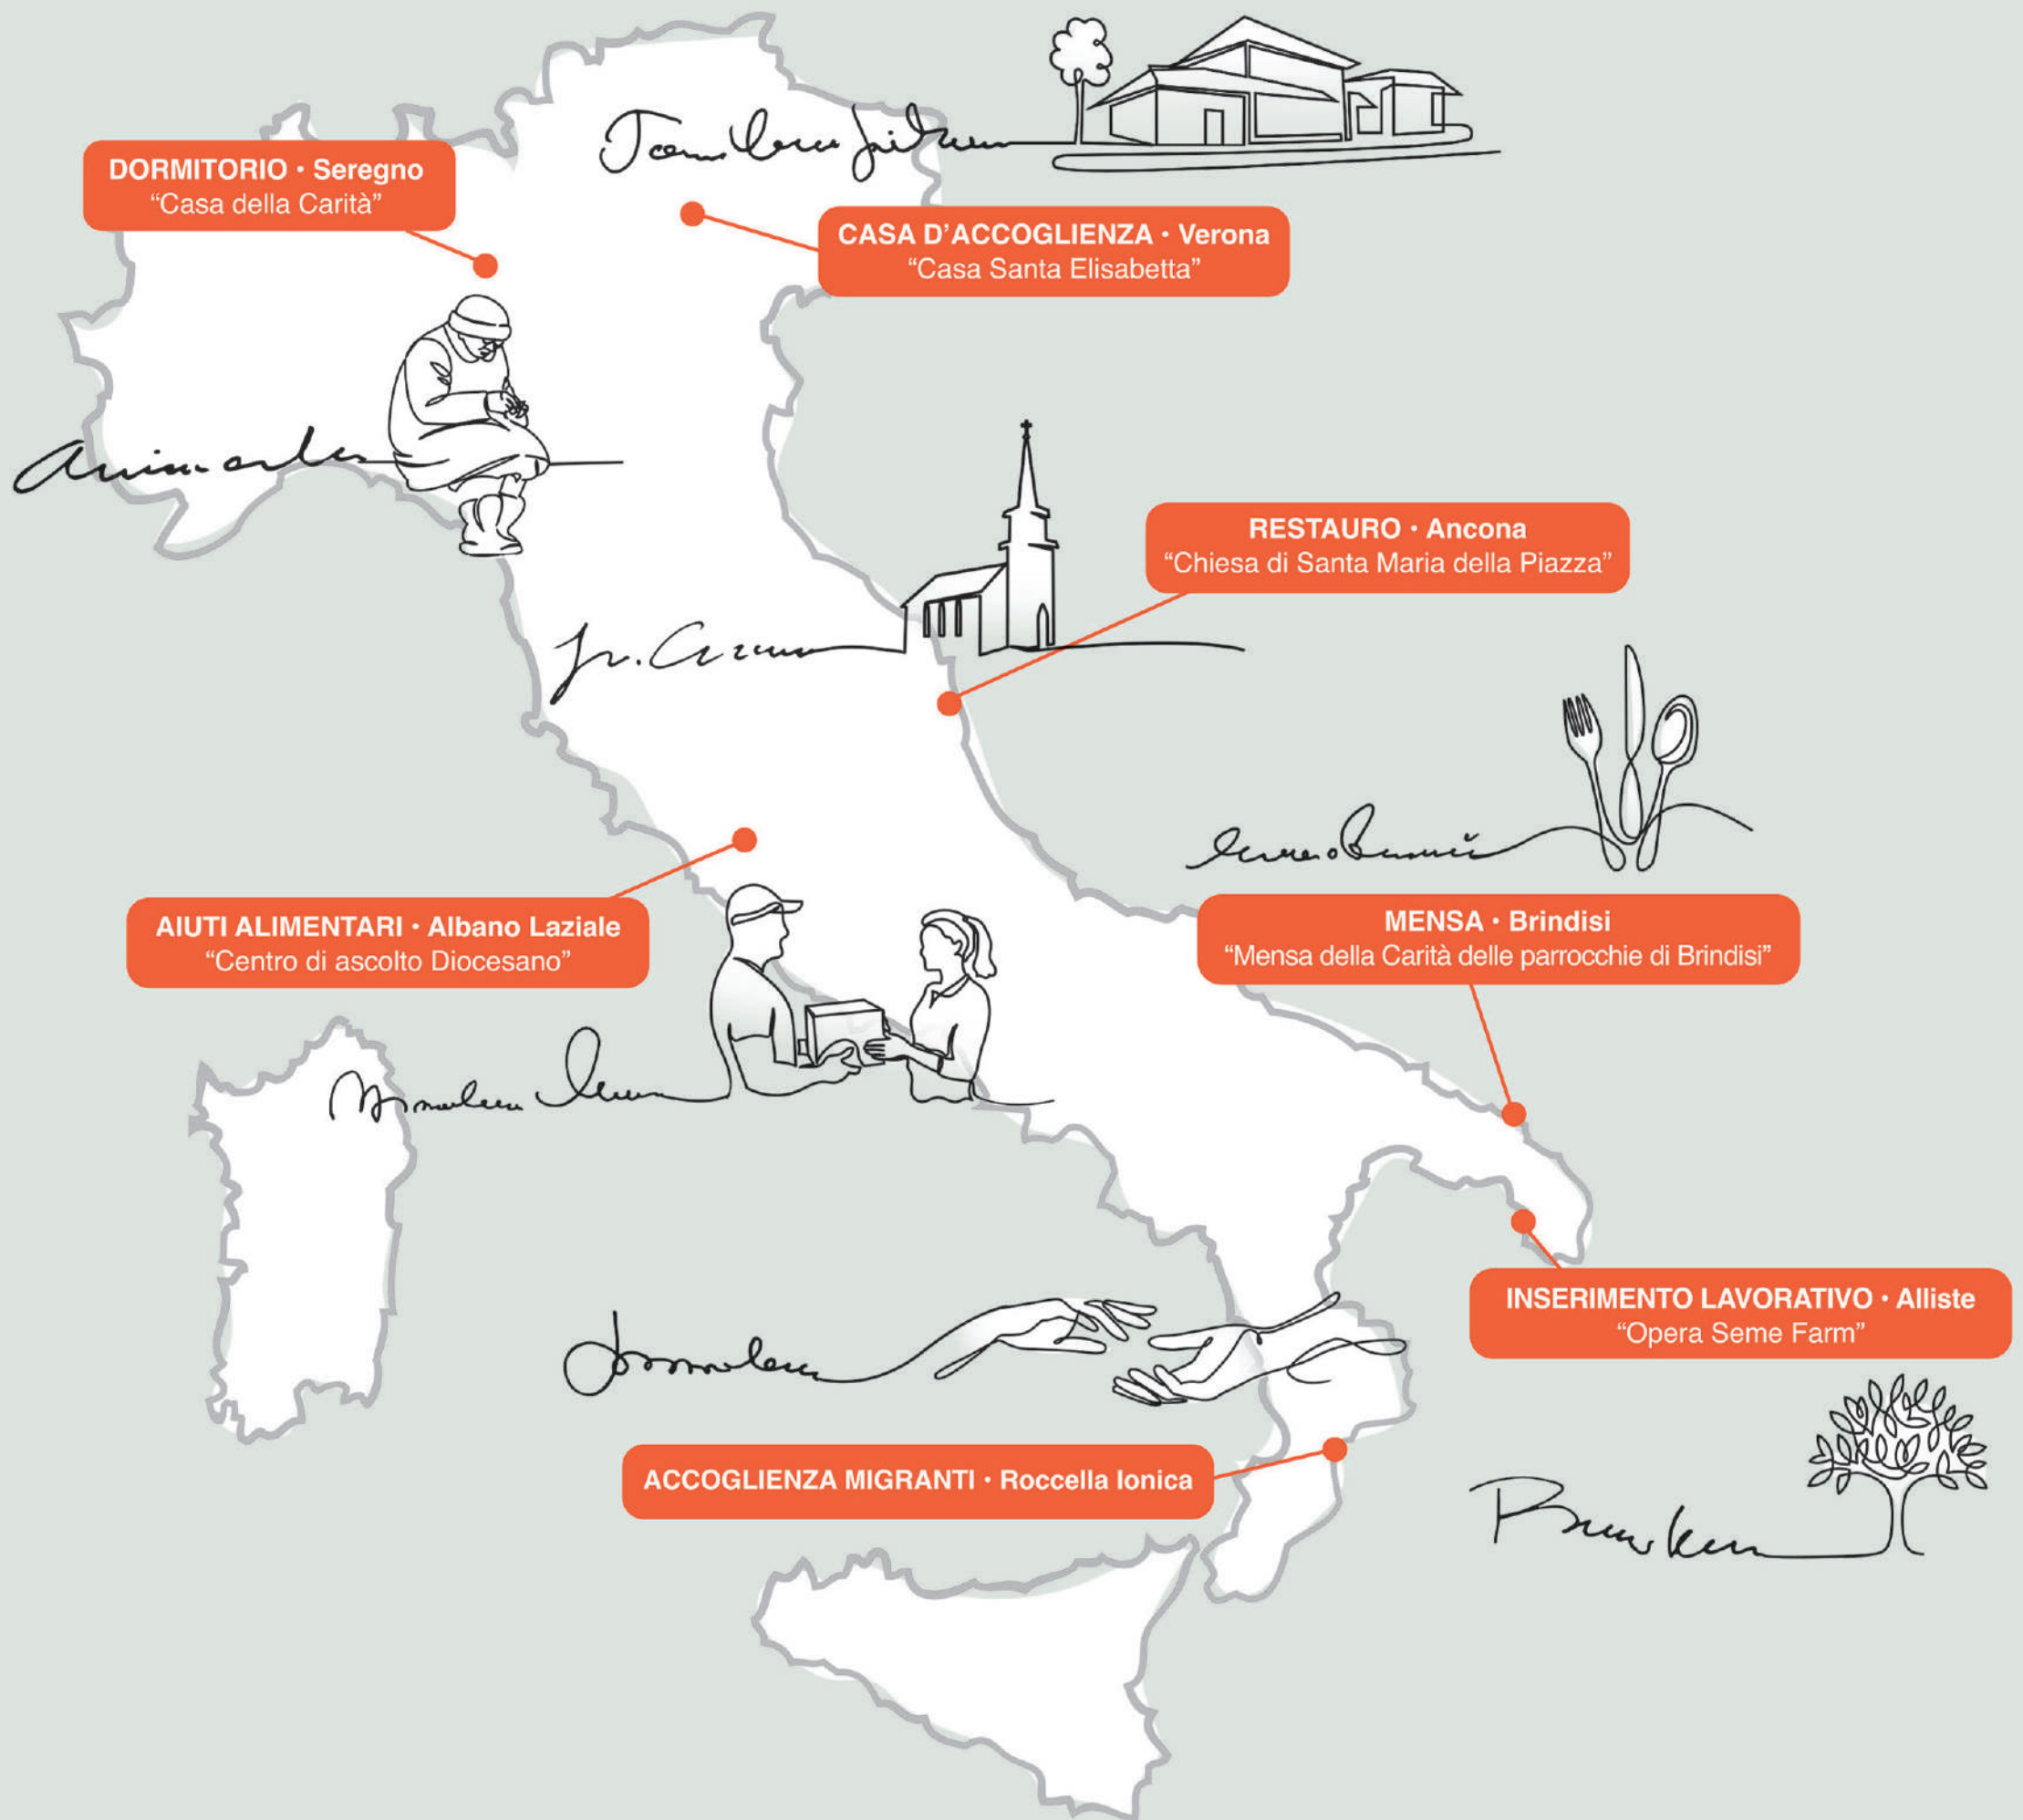 DORMITORIO • Seregno
“Casa della Carità”
CASA D’ACCOGLIENZA • Verona
“Casa Santa Elisabetta”
RESTAURO • Ancona
“Chiesa di Santa Maria della Piazza”
AIUTI ALIMENTARI • Albano Laziale
“Centro di ascolto Diocesano”
MENSA • Brindisi
“Mensa della Carità delle parrocchie di Brindisi”
INSERIMENTO LAVORATIVO • Alliste
“Opera Seme Farm”
ACCOGLIENZA MIGRANTI • Roccella Ionica